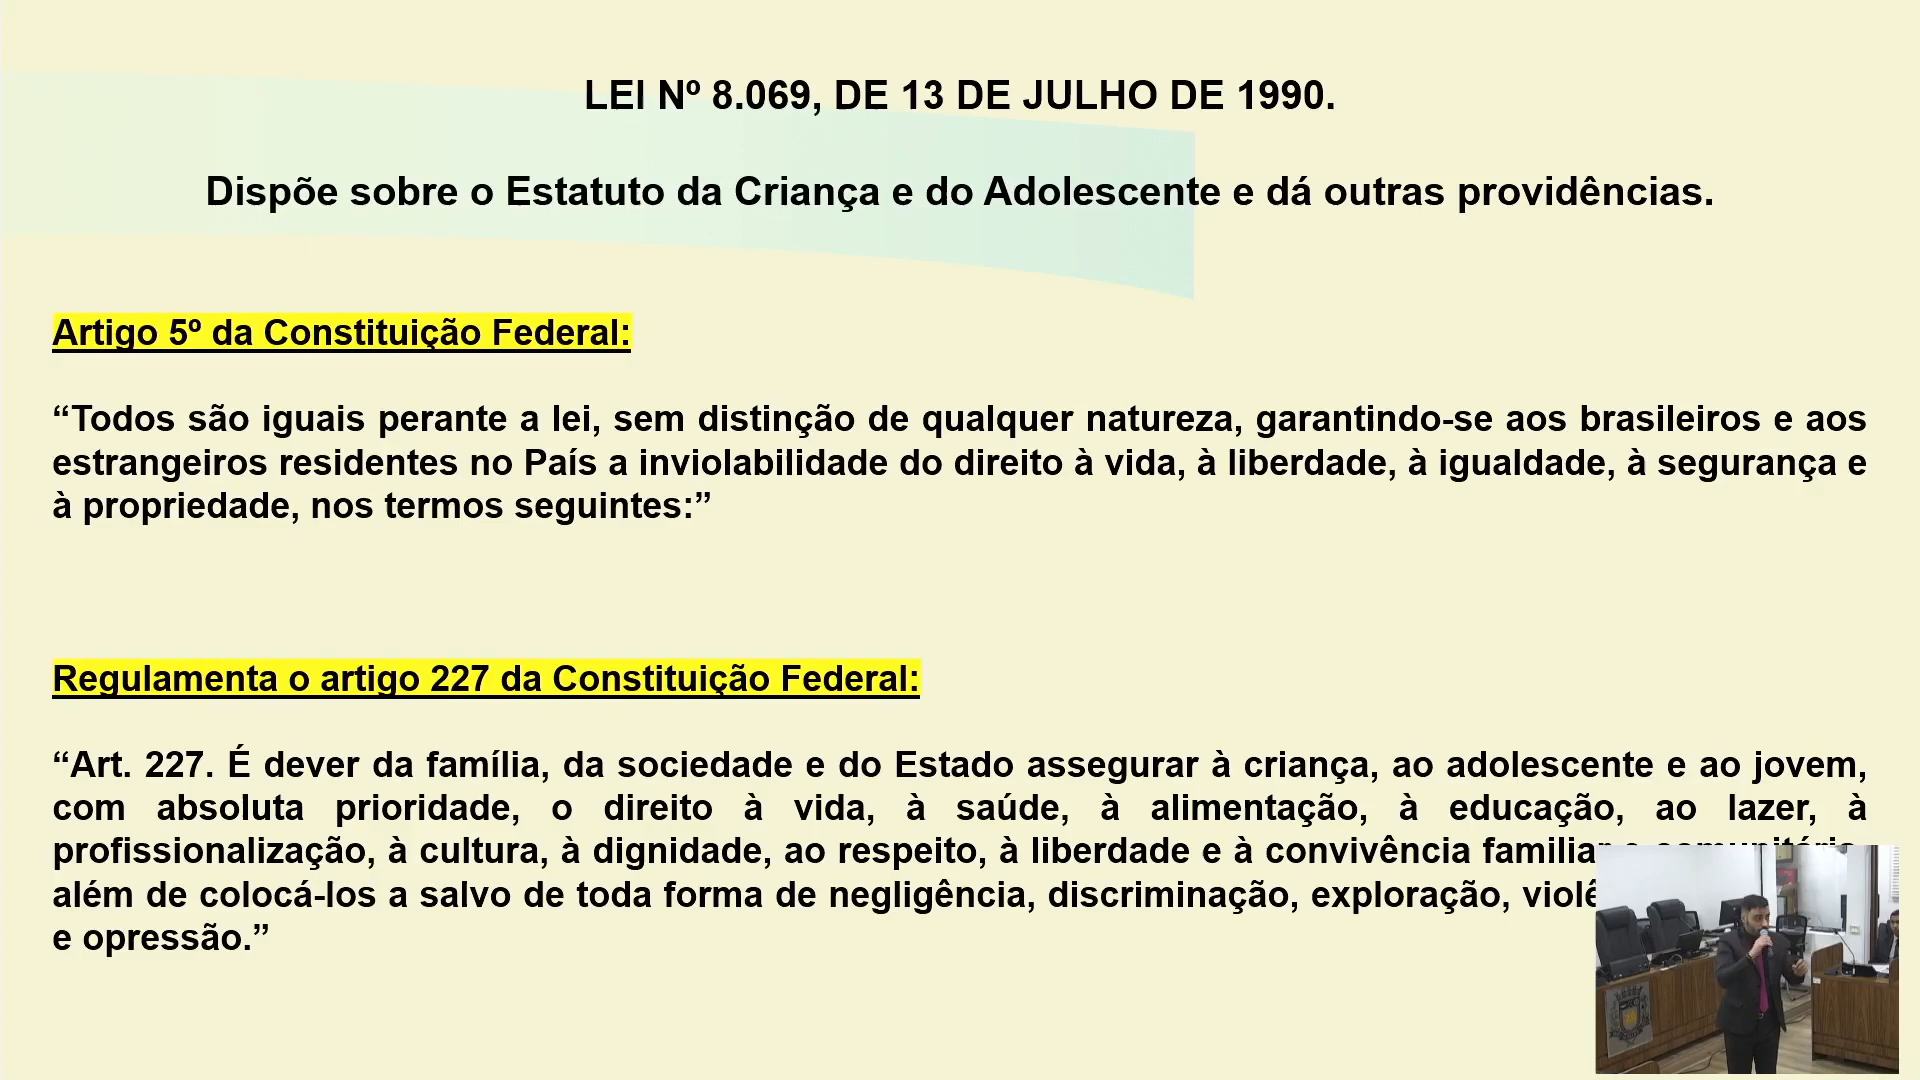 LEI Nº 8.069, DE 13 DE JULHO DE 1990.
Dispõe sobre o Estatuto da Criança e do Adolescente e dá outras providências.
Artigo 5º da Constituição Federal:
“Todos são iguais perante a lei, sem distinção de qualquer natureza, garantindo-se aos brasileiros e aos
estrangeiros residentes no País a inviolabilidade do direito à vida, à liberdade, à igualdade, à segurança e
à propriedade, nos termos seguintes:”
Regulamenta o artigo 227 da Constituição Federal:
“Art. 227. É dever da família, da sociedade e do Estado assegurar à criança, ao adolescente e ao jovem,
com absoluta prioridade, o direito à vida, à saúde, à alimentação, à educação, ao lazer, à
profissionalização, à cultura, à dignidade, ao respeito, à liberdade e à convivência familiar e comunitária,
além de colocá-los a salvo de toda forma de negligência, discriminação, exploração,
e opressão.”